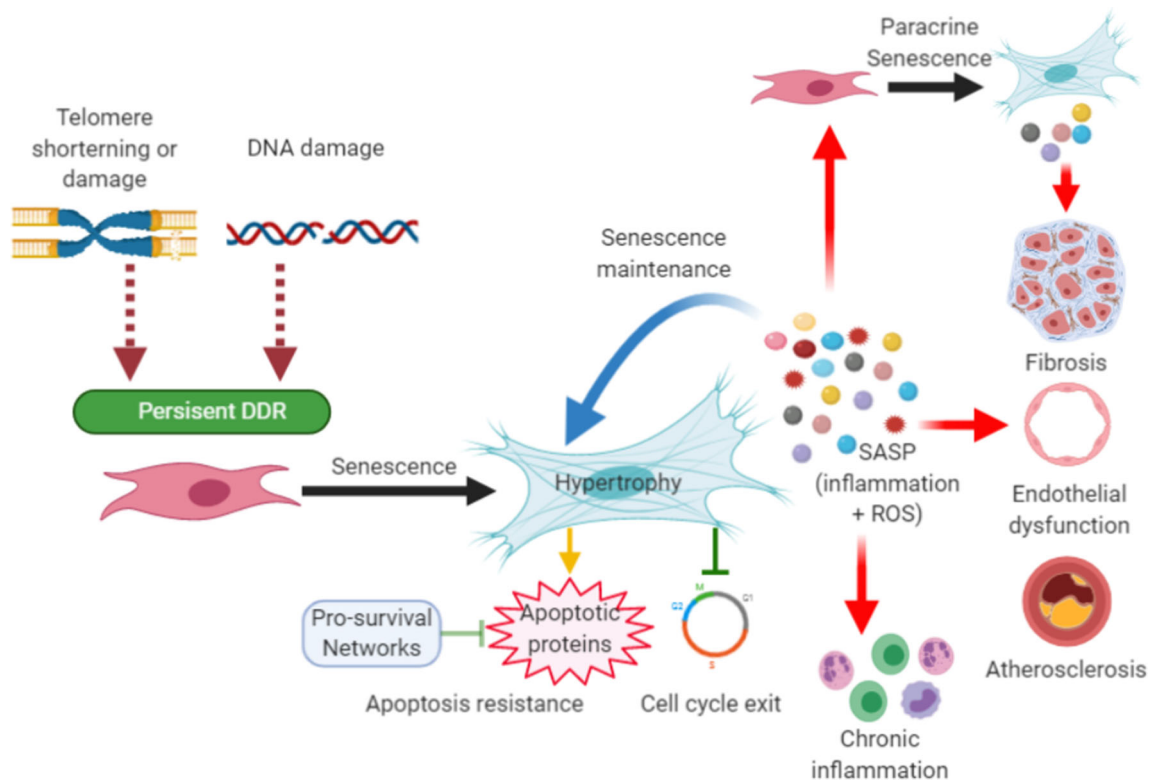 Telomere
shorterning or
damage
DNA damage
Persisent DDR
Senescence
Hypertrophy
Senescence
maintenance
Pro-survival
Networks
Apoptotic
proteins
Apoptosis resistance
M
G1
G2
S
Cell cycle exit
SASP
(inflammation
+ ROS)
Paracrine
Senescence
Fibrosis
Endothelial
dysfunction
Atherosclerosis
Chronic
inflammation